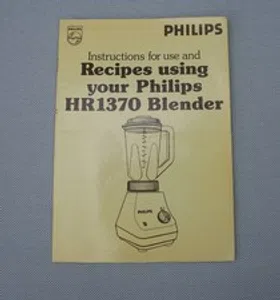 PHILIPS
Instructions for use and
Recipes using
your Philips
HR1370 Blender
PHILIPS